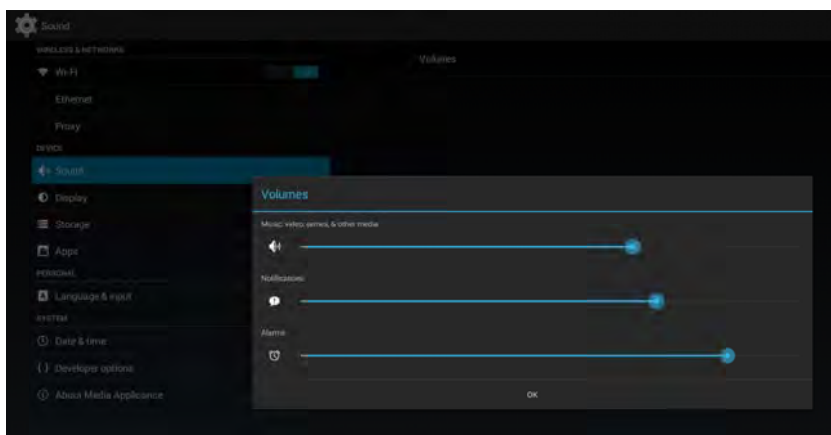 Sound
WIRELESS & NETWORKS
Wi-Fi
Ethernet
Proxy
DEVICE
Sound
Display
Storage
Apps
PERSONAL
Language & input
SYSTEM
Date & time
{ } Developer options
About Media Appliance
Volumes
Volumes
Music, video, games, & other media
Notifications
Alarms
OK